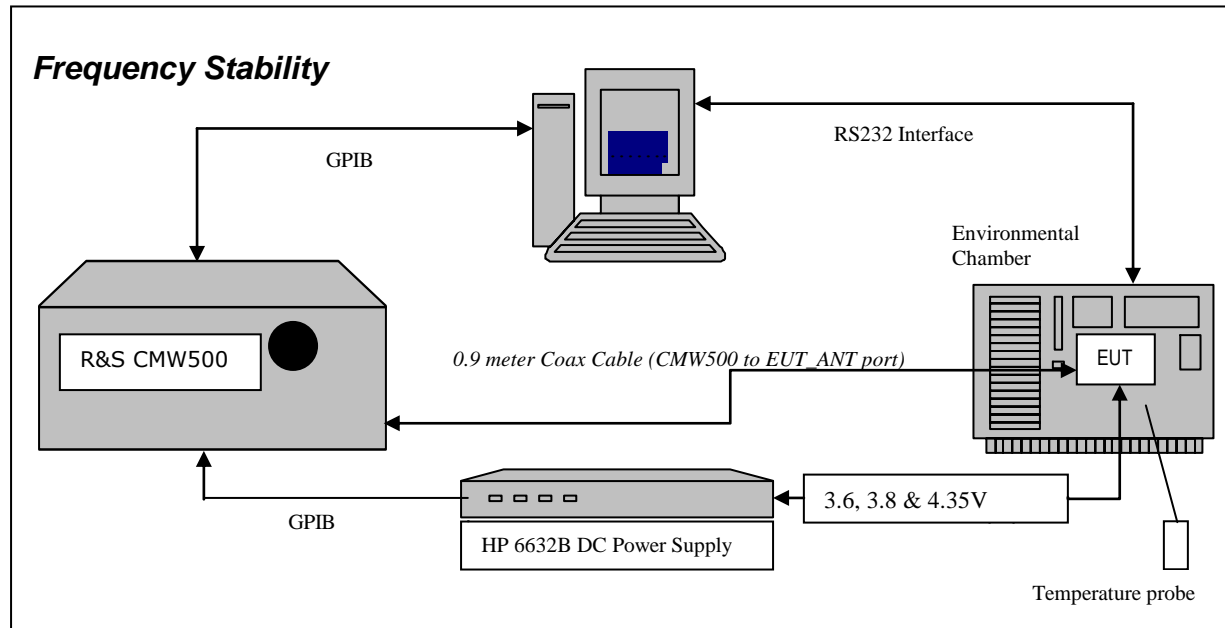 Frequency Stability
GPIB
RS232 Interface
Environmental
Chamber
R&S CMW500
0.9 meter Coax Cable (CMW500 to EUT_ANT port)
EUT
3.6, 3.8 & 4.35V
GPIB
HP 6632B DC Power Supply
Temperature probe